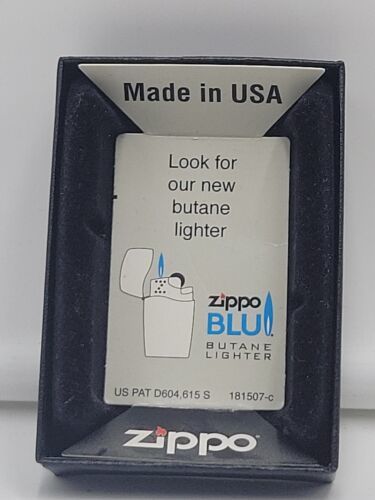 Made in USA
Look for
our new
butane
lighter
Zippo
BLU
BUTANE
LIGHTER
US PAT D604,615 S 181507-c
Zippo